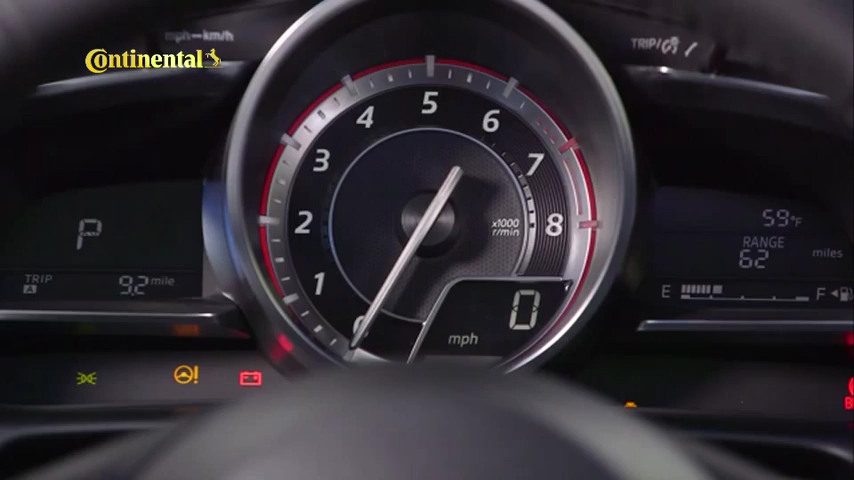 mph↔km/h
TRIP/
Continental
5
4
6
3
7
2
x1000
r/min
8
1
0
0
mph
P
TRIP
A
9.2 mile
59°F
RANGE
62 miles
E
F
!